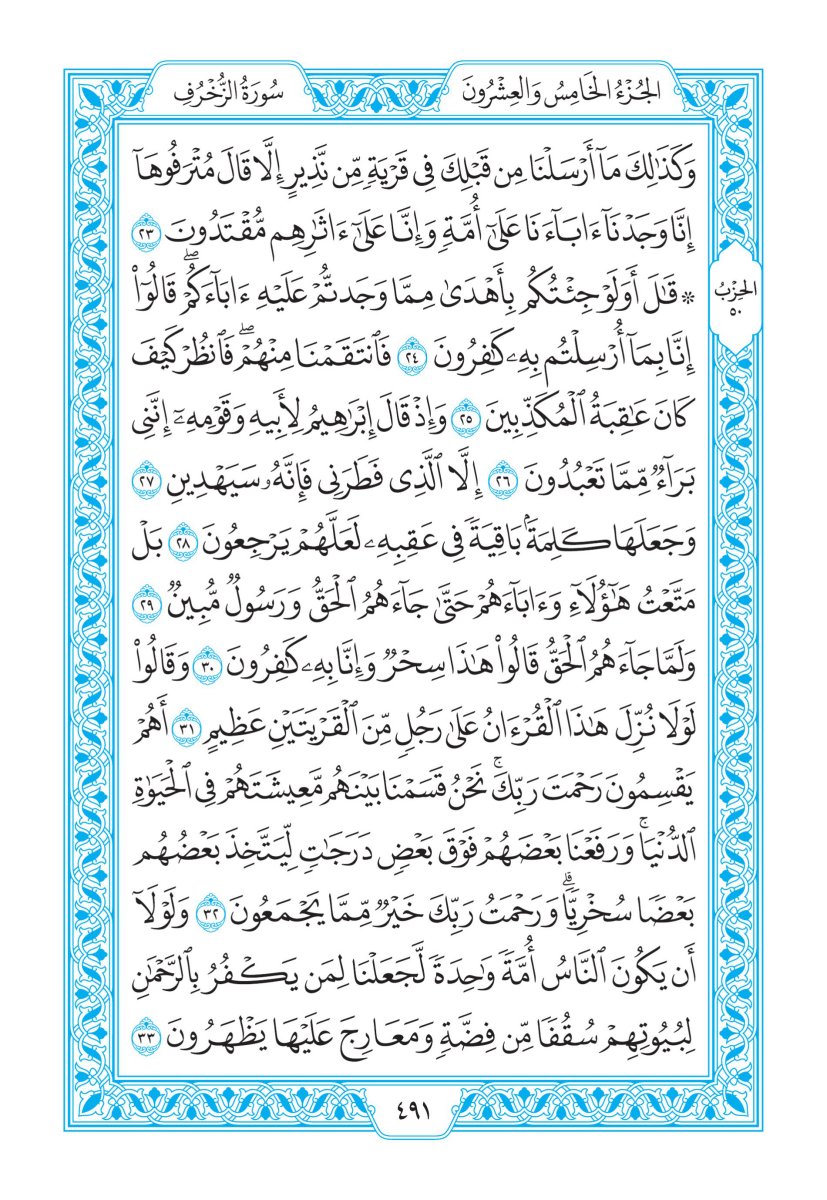 الجُزْءُ الخَامِسُ وَالعِشْرُونَ
سُورَةُ الزُّخْرُفِ
وَكَذَٰلِكَ مَآ أَرْسَلْنَا مِن قَبْلِكَ فِي قَرْيَةٖ مِّن نَّذِيرٍ إِلَّا قَالَ مُتْرَفُوهَآ
إِنَّا وَجَدْنَآ ءَابَآءَنَا عَلَىٰٓ أُمَّةٖ وَإِنَّا عَلَىٰٓ ءَاثَٰرِهِم مُّقْتَدُونَ ٢٣
۞ قَٰلَ أَوَلَوْ جِئْتُكُم بِأَهْدَىٰ مِمَّا وَجَدتُّمْ عَلَيْهِ ءَابَآءَكُمْۖ قَالُوٓاْ
الحِزْبُ
٥٠
إِنَّا بِمَآ أُرْسِلْتُم بِهِۦ كَٰفِرُونَ ٢٤ فَٱنتَقَمْنَا مِنْهُمْۖ فَٱنظُرْ كَيْفَ
كَانَ عَٰقِبَةُ ٱلْمُكَذِّبِينَ ٢٥ وَإِذْ قَالَ إِبْرَٰهِيمُ لِأَبِيهِ وَقَوْمِهِۦٓ إِنَّنِي
بَرَآءٞ مِّمَّا تَعْبُدُونَ ٢٦ إِلَّا ٱلَّذِي فَطَرَنِي فَإِنَّهُۥ سَيَهْدِينِ ٢٧
وَجَعَلَهَا كَلِمَةَۢ بَاقِيَةٗ فِي عَقِبِهِۦ لَعَلَّهُمْ يَرْجِعُونَ ٢٨ بَلْ
مَتَّعْتُ هَٰٓؤُلَآءِ وَءَابَآءَهُمْ حَتَّىٰ جَآءَهُمُ ٱلْحَقُّ وَرَسُولٞ مُّبِينٞ ٢٩
وَلَمَّا جَآءَهُمُ ٱلْحَقُّ قَالُواْ هَٰذَا سِحْرٞ وَإِنَّا بِهِۦ كَٰفِرُونَ ٣٠ وَقَالُواْ
لَوْلَا نُزِّلَ هَٰذَا ٱلْقُرْءَانُ عَلَىٰ رَجُلٖ مِّنَ ٱلْقَرْيَتَيْنِ عَظِيمٍ ٣١ أَهُمْ
يَقْسِمُونَ رَحْمَتَ رَبِّكَۚ نَحْنُ قَسَمْنَا بَيْنَهُم مَّعِيشَتَهُمْ فِي ٱلْحَيَوٰةِ
ٱلدُّنْيَاۚ وَرَفَعْنَا بَعْضَهُمْ فَوْقَ بَعْضٖ دَرَجَٰتٖ لِّيَتَّخِذَ بَعْضُهُم
بَعْضٗا سُخْرِيّٗاۗ وَرَحْمَتُ رَبِّكَ خَيْرٞ مِّمَّا يَجْمَعُونَ ٣٢ وَلَوْلَآ
أَن يَكُونَ ٱلنَّاسُ أُمَّةٗ وَٰحِدَةٗ لَّجَعَلْنَا لِمَن يَكْفُرُ بِٱلرَّحْمَٰنِ
لِبُيُوتِهِمْ سُقُفٗا مِّن فِضَّةٖ وَمَعَارِجَ عَلَيْهَا يَظْهَرُونَ ٣٣
٤٩١